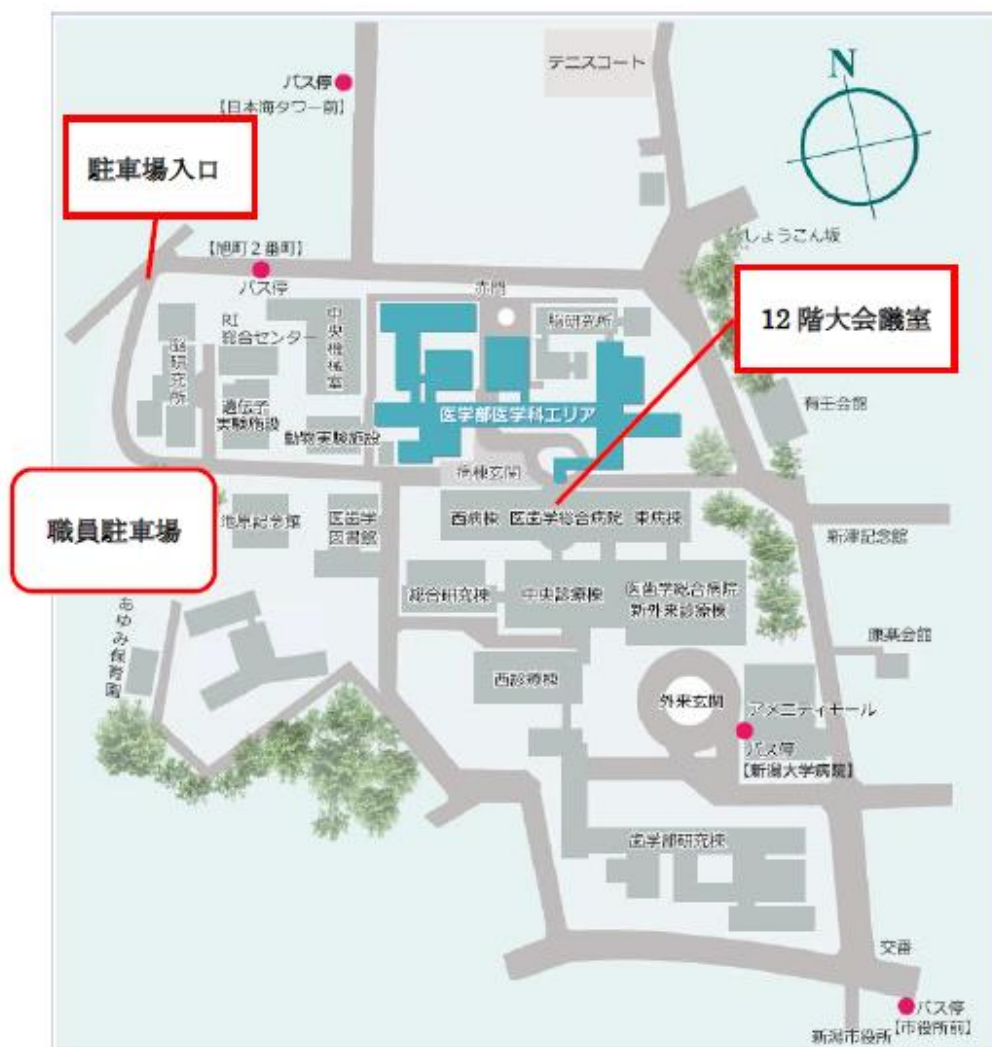 テニスコート
バス停
【日本海タワー前】
N
駐車場入口
しょうこん坂
【旭町2番町】
バス停
赤門
12階大会議室
RI
総合センター
中央機械室
脳研究所
脳研究所
遺伝子
実験施設
動物実験施設
医学部医学科エリア
有壬会館
病棟玄関
職員駐車場
池原記念館
医歯学
図書館
西病棟 医歯学総合病院 東病棟
新津記念館
総合研究棟
中央診療棟
医歯学総合病院
新外来診療棟
あゆみ保育園
西診療棟
外来玄関
アメニティモール
バス停
【新潟大学病院】
歯学部研究棟
交番
バス停
【市役所前】
新潟市役所